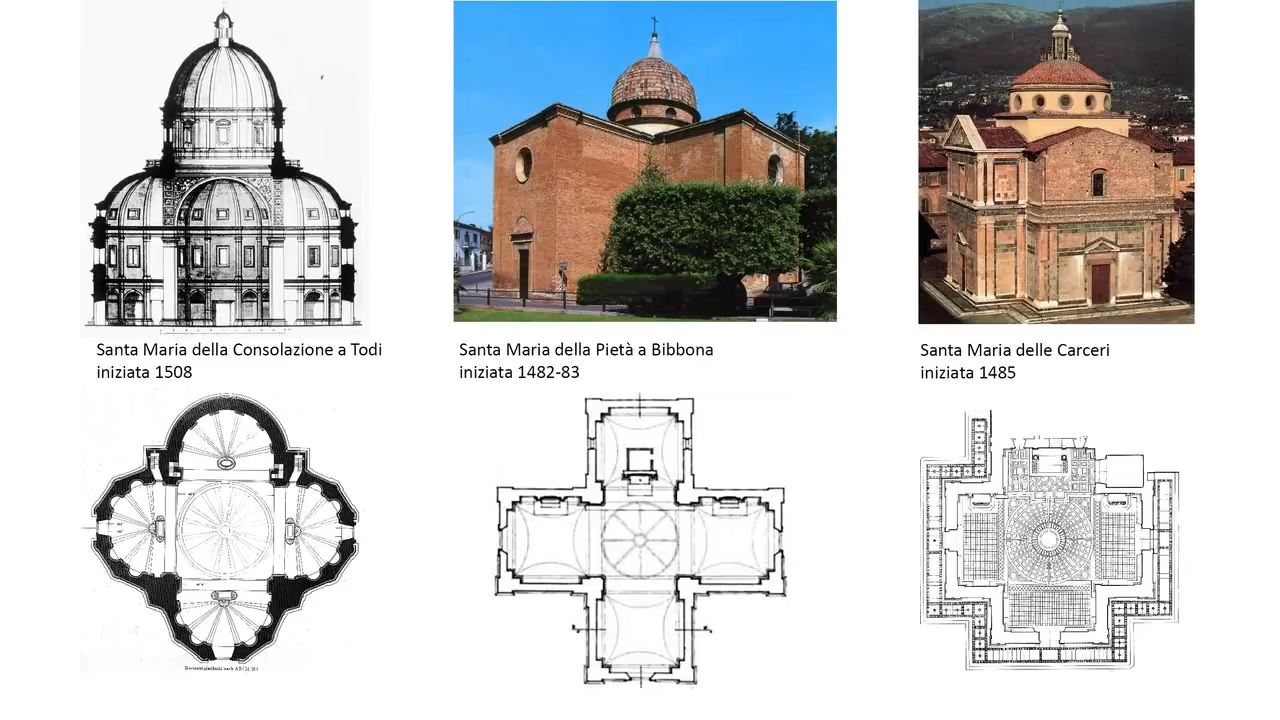 Santa Maria della Consolazione a Todi
iniziata 1508
Santa Maria della Pietà a Bibbona
iniziata 1482-83
Santa Maria delle Carceri
iniziata 1485